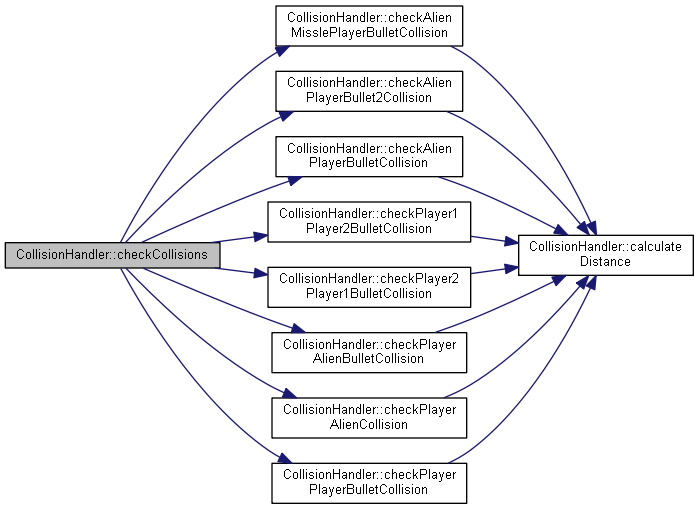 CollisionHandler::checkAlien
MisslePlayerBulletCollision
CollisionHandler::checkAlien
PlayerBullet2Collision
CollisionHandler::checkAlien
PlayerBulletCollision
CollisionHandler::checkPlayer1
Player2BulletCollision
CollisionHandler::checkCollisions
CollisionHandler::calculate
Distance
CollisionHandler::checkPlayer2
Player1BulletCollision
CollisionHandler::checkPlayer
AlienBulletCollision
CollisionHandler::checkPlayer
AlienCollision
CollisionHandler::checkPlayer
PlayerBulletCollision